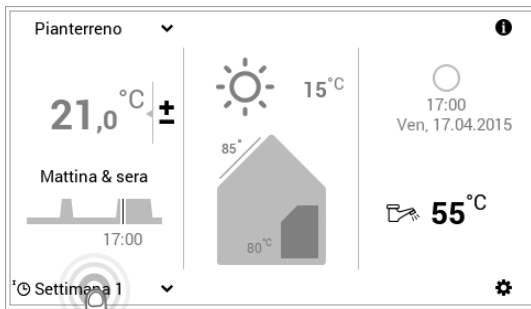 Pianterreno
21,0 °C ±
Mattina & sera
17:00
Settimana 1
15°C
85°
80°C
17:00
Ven, 17.04.2015
55°C